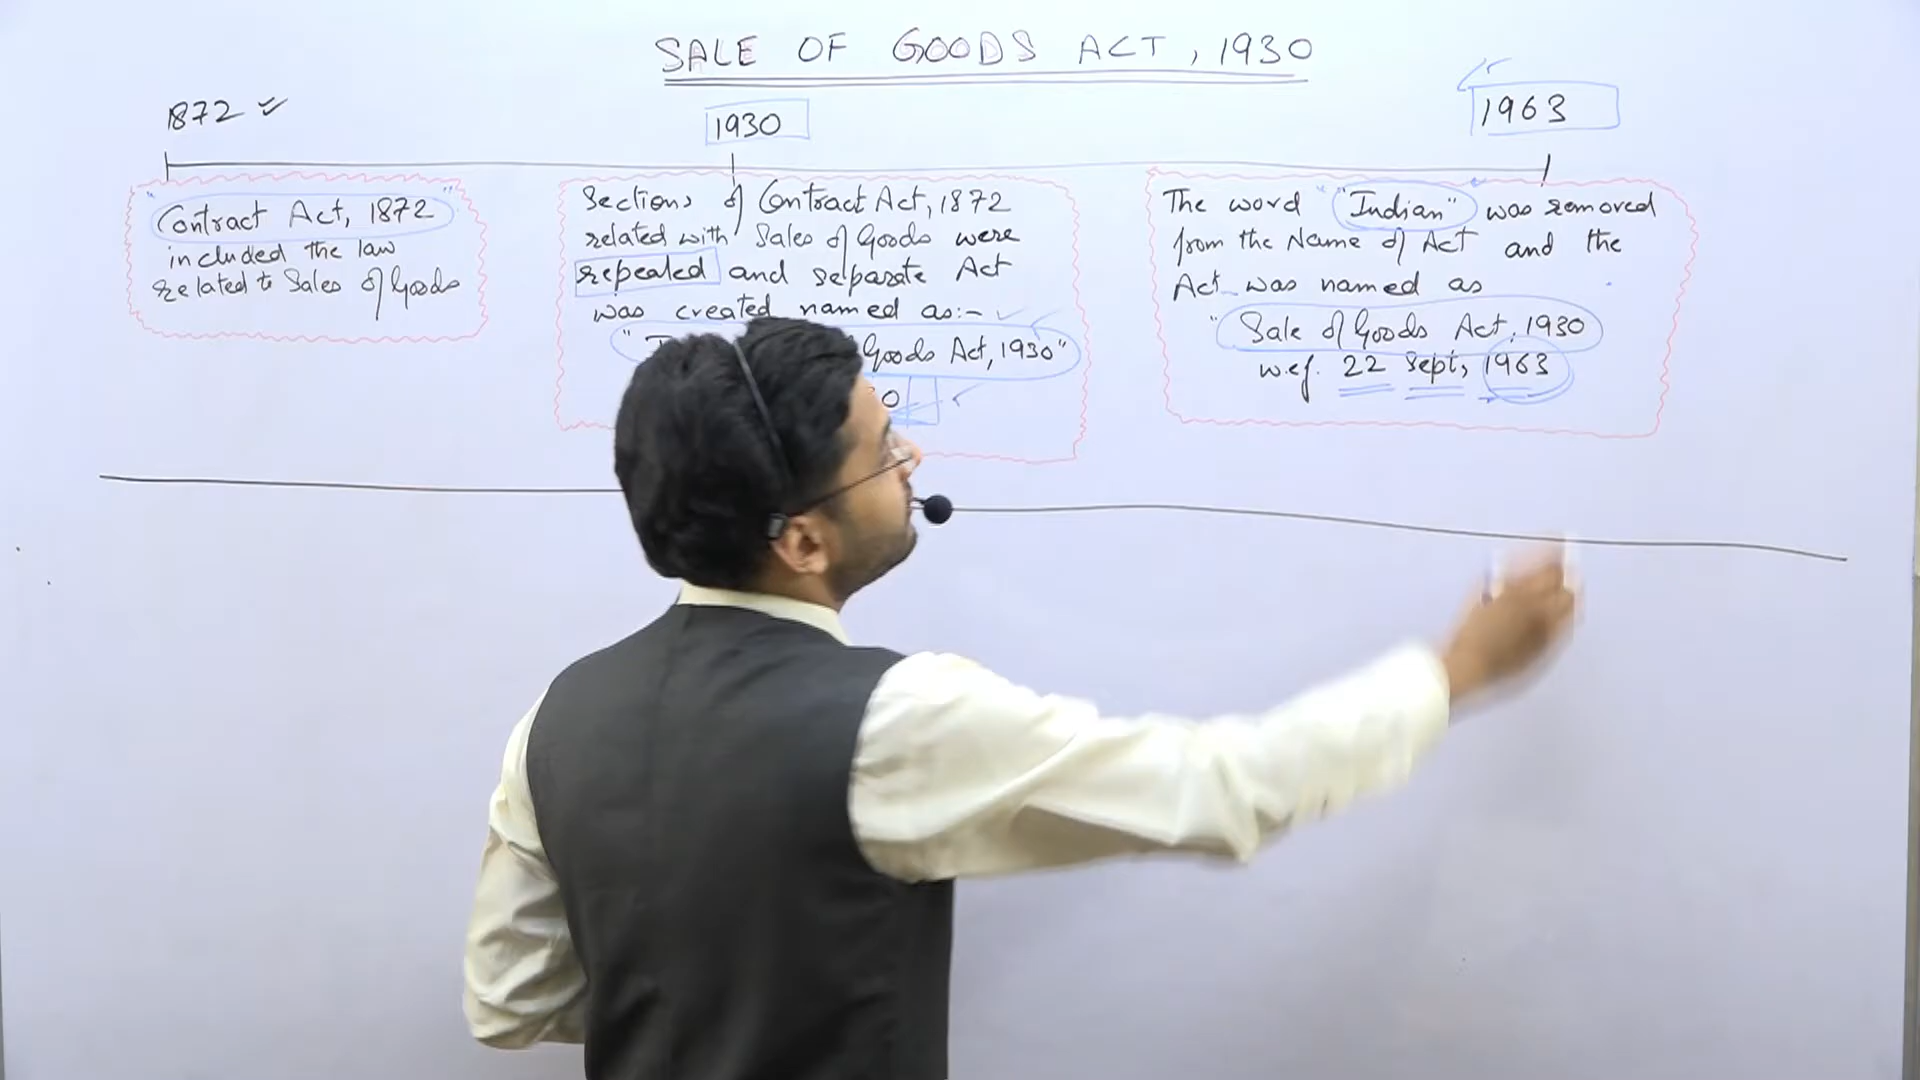 SALE OF GOODS ACT, 1930
1872
1930
1963
"Contract Act, 1872"
included the law
related to Sales of Goods
Sections of Contract Act, 1872
related with Sales of Goods were
repealed and separate Act
was created named as:-
Goods Act, 1930"
0
The word "Indian" was removed
from the Name of Act and the
Act was named as
"Sale of Goods Act, 1930
w.e.f. 22 Sept, 1963